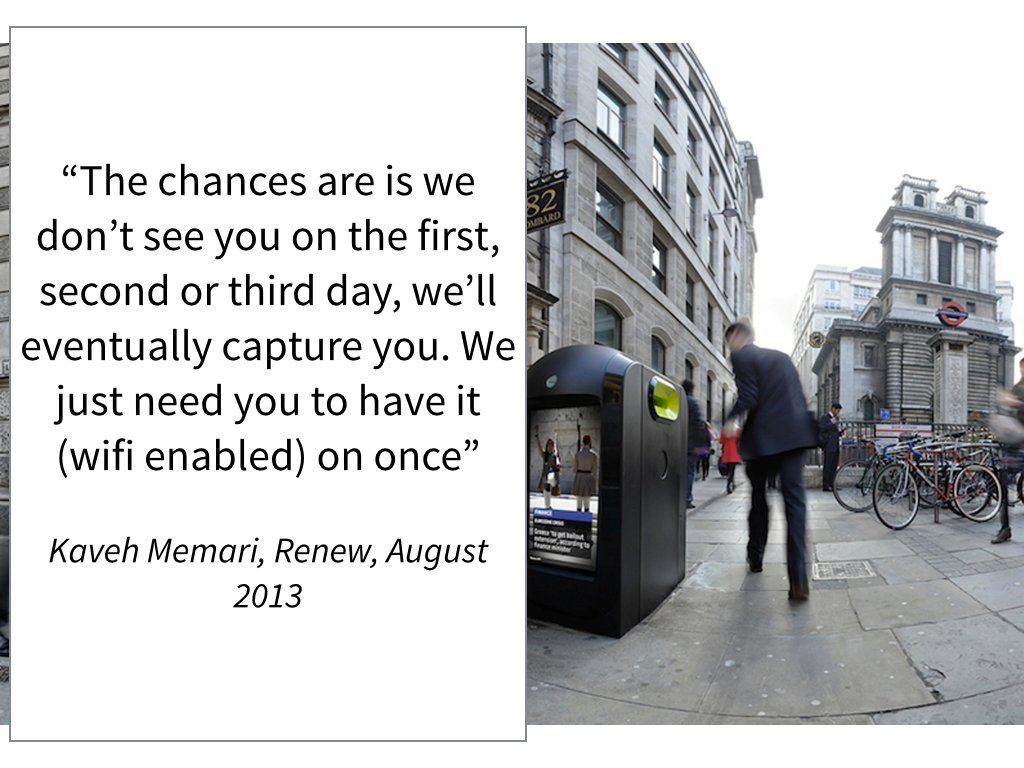 “The chances are is we
don’t see you on the first,
second or third day, we’ll
eventually capture you. We
just need you to have it
(wifi enabled) on once”
Kaveh Memari, Renew, August
2013
82
LOMBARD
FINANCE
EUROZONE CRISIS
Greece 'to get bailout
extension', according to
finance minister